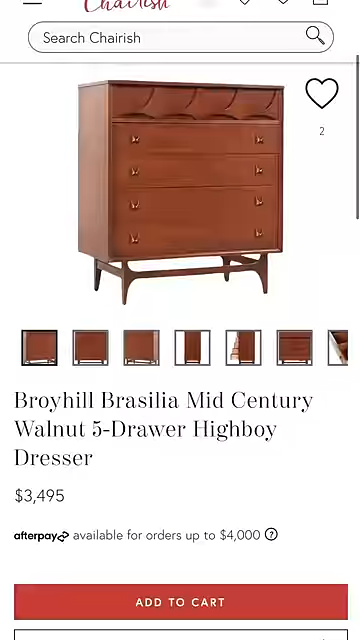 Chairish
Search Chairish
2
Broyhill Brasilia Mid Century
Walnut 5-Drawer Highboy
Dresser
$3,495
afterpay available for orders up to $4,000 ?
ADD TO CART